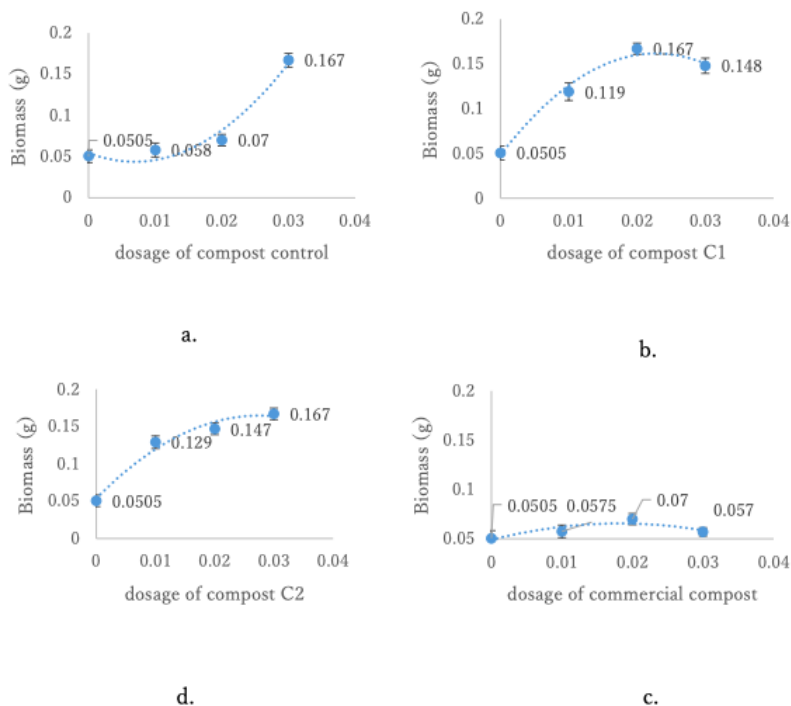 0.2
0.15
0.1
0.05
0
Biomass (g)
0.0505
0.058
0.07
0.167
0 0.01 0.02 0.03 0.04
dosage of compost control
a.
0.2
0.15
0.1
0.05
0
Biomass (g)
0.0505
0.119
0.167
0.148
0 0.01 0.02 0.03 0.04
dosage of compost C1
b.
0.2
0.15
0.1
0.05
0
Biomass (g)
0.0505
0.129
0.147
0.167
0 0.01 0.02 0.03 0.04
dosage of compost C2
d.
0.2
0.15
0.1
0.05
Biomass (g)
0.0505
0.0575
0.07
0.057
0 0.01 0.02 0.03 0.04
dosage of commercial compost
c.